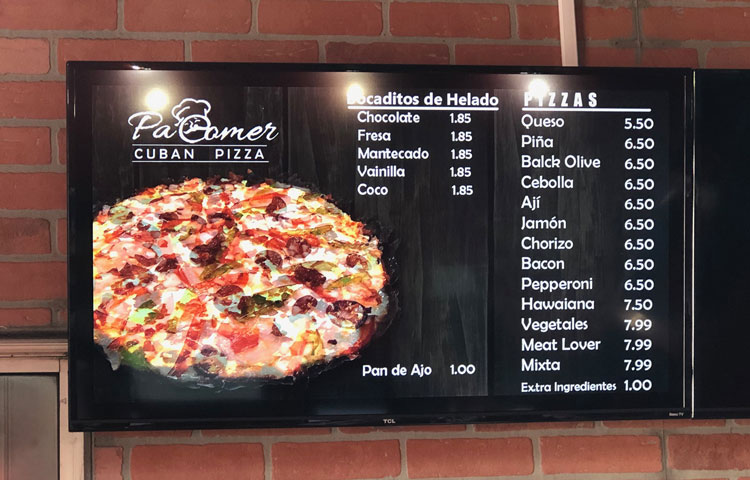 Pa Comer
CUBAN PIZZA
Bocaditos de Helado
Chocolate 1.85
Fresa 1.85
Mantecado 1.85
Vainilla 1.85
Coco 1.85
Pan de Ajo 1.00
PIZZAS
Queso 5.50
Piña 6.50
Balck Olive 6.50
Cebolla 6.50
Ají 6.50
Jamón 6.50
Chorizo 6.50
Bacon 6.50
Pepperoni 6.50
Hawaiana 7.50
Vegetales 7.99
Meat Lover 7.99
Mixta 7.99
Extra Ingredientes 1.00
TCL
Roku TV